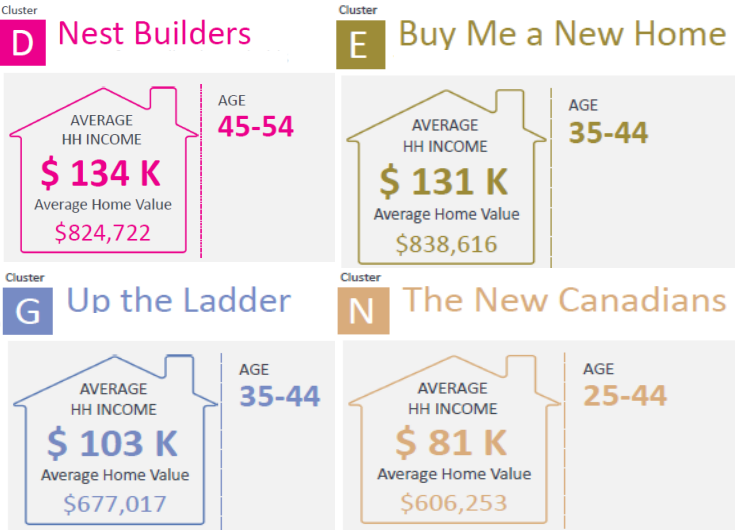 Cluster
D Nest Builders
AVERAGE
HH INCOME
$ 134 K
Average Home Value
$824,722
AGE
45-54
Cluster
E Buy Me a New Home
AVERAGE
HH INCOME
$ 131 K
Average Home Value
$838,616
AGE
35-44
Cluster
G Up the Ladder
AVERAGE
HH INCOME
$ 103 K
Average Home Value
$677,017
AGE
35-44
Cluster
N The New Canadians
AVERAGE
HH INCOME
$ 81 K
Average Home Value
$606,253
AGE
25-44